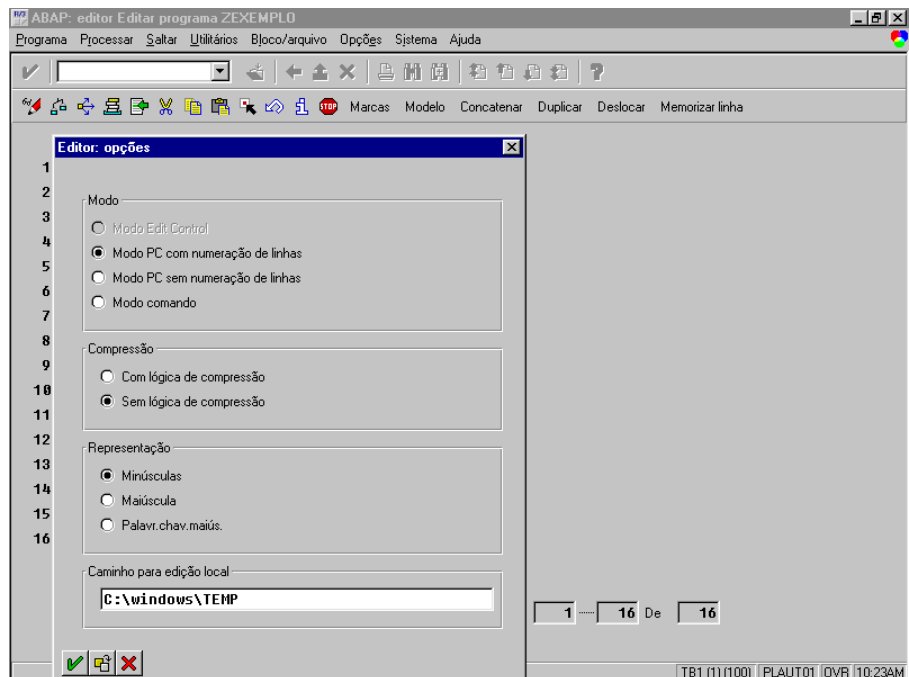 ABAP: editor Editar programa ZEXEMPLO
Programa Processar Saltar Utilitários Bloco/arquivo Opções Sistema Ajuda
STOP Marcas Modelo Concatenar Duplicar Deslocar Memorizar linha
Editor: opções
1
2
Modo
3
Modo Edit Control
4
Modo PC com numeração de linhas
5
Modo PC sem numeração de linhas
6
Modo comando
7
8
Compressão
9
Com lógica de compressão
10
Sem lógica de compressão
11
12
Representação
13
Minúsculas
14
Maiúscula
15
Palavr.chav.maiús.
16
Caminho para edição local
C:\windows\TEMP
1 16 De 16
TB1 (1) (100) PLAUT01 OVR 10:23AM